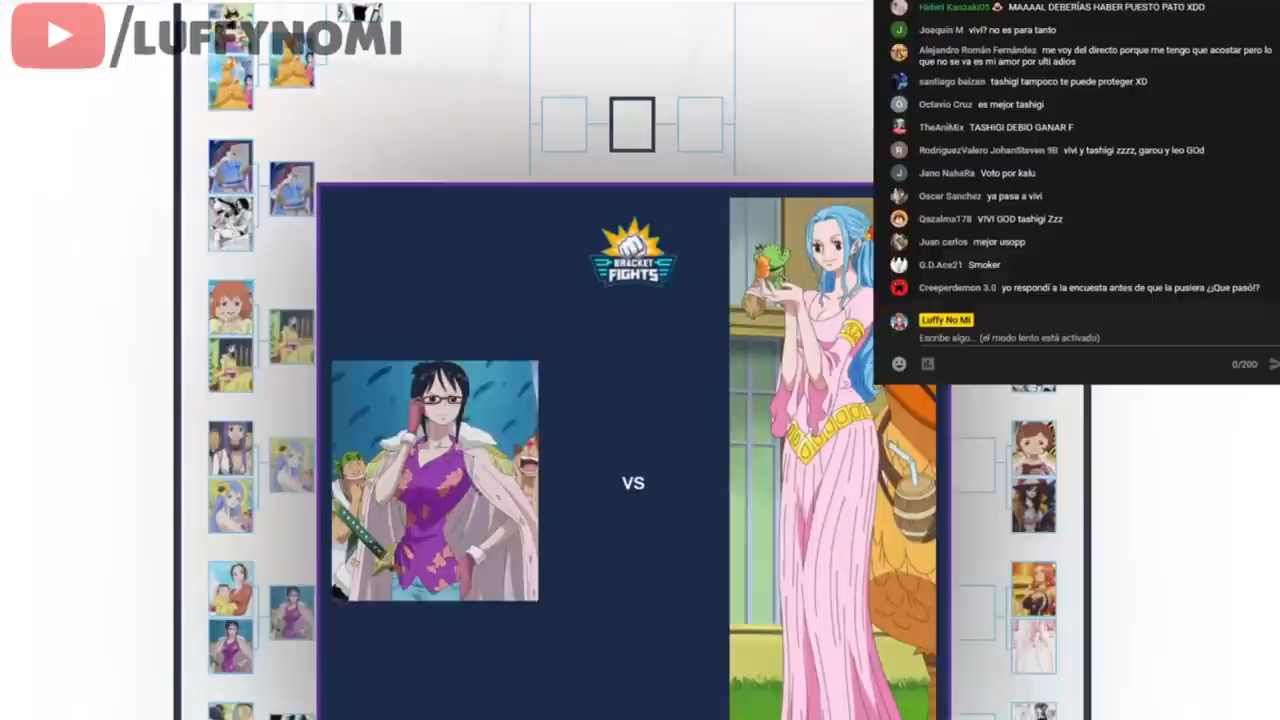 /LUFFYNOMI
Hideri Kanzaki05 MAAAAL DEBERÍAS HABER PUESTO PATO XDD
J Joaquin M vivi? no es para tanto
Alejandro Román Fernández me voy del directo porque me tengo que acostar pero lo
que no se va es mi amor por ulti adios
santiago baizan tashigi tampoco te puede proteger XD
O Octavio Cruz es mejor tashigi
TheAniMix TASHIGI DEBIO GANAR F
R RodriguezValero JohanSteven 9B vivi y tashigi zzzz, garou y leo GOd
J Jano NahaRa Voto por kalu
Oscar Sanchez ya pasa a vivi
Qazalma178 VIVI GOD tashigi Zzz
Juan carlos mejor usopp
G.D.Ace21 Smoker
Creeperdemon 3.0 yo respondí a la encuesta antes de que la pusiera ¿¡Que pasó!?
Luffy No Mi
Escribe algo... (el modo lento está activado)
0/200
BRACKET
FIGHTS
VS